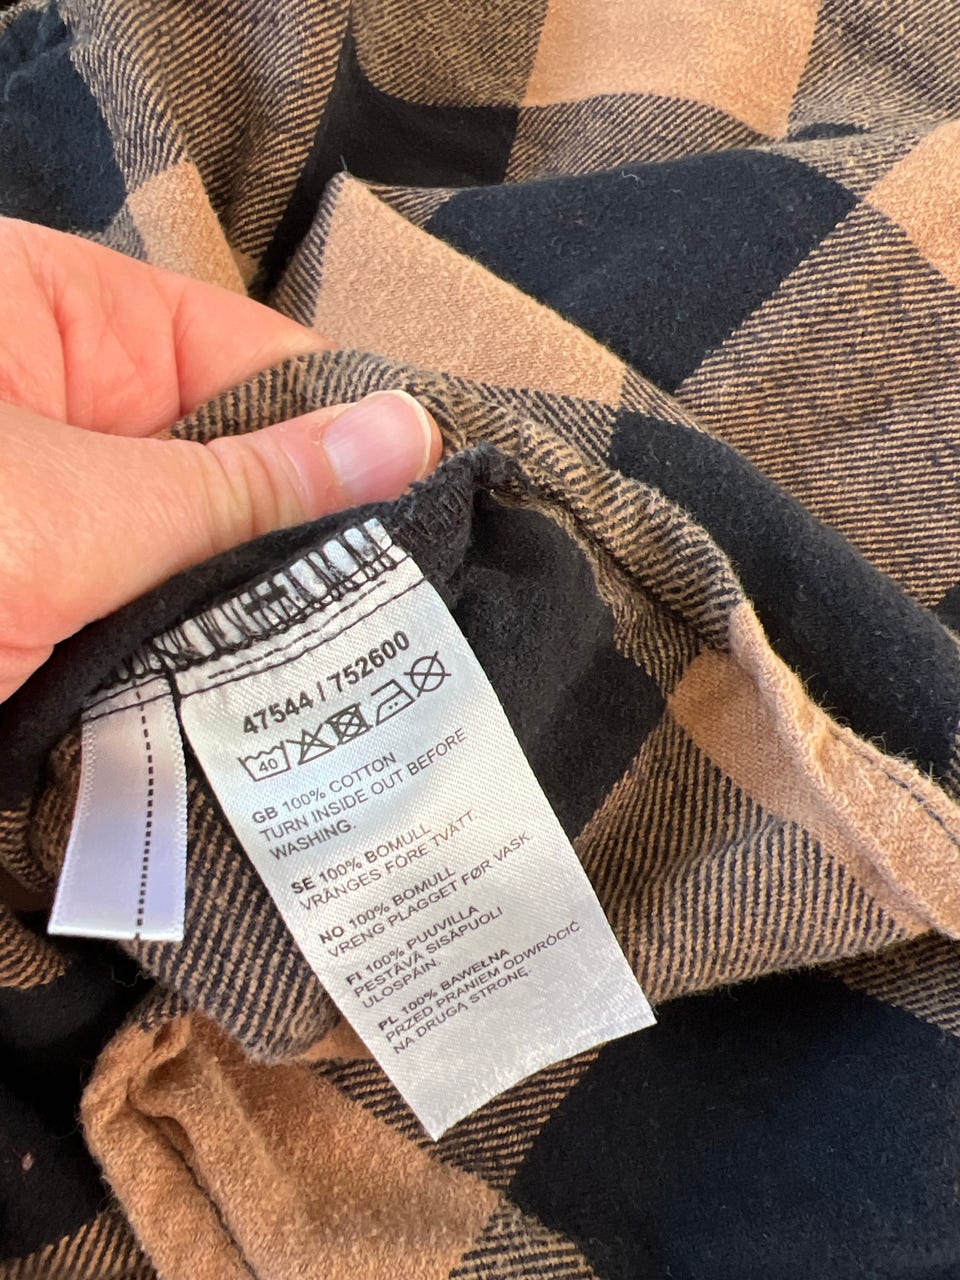 47544 / 752600
40
GB 100% COTTON
TURN INSIDE OUT BEFORE
WASHING.
SE 100% BOMULL
VRÄNGES FÖRE TVÄTT.
NO 100% BOMULL
VRENG PLAGGET FØR VASK.
FI 100% PUUVILLA
PESTÄVÄ SISÄPUOLI
ULOSPÄIN.
PL 100% BAWEŁNA
PRZED PRANIEM ODWRÓCIĆ
NA DRUGĄ STRONĘ.